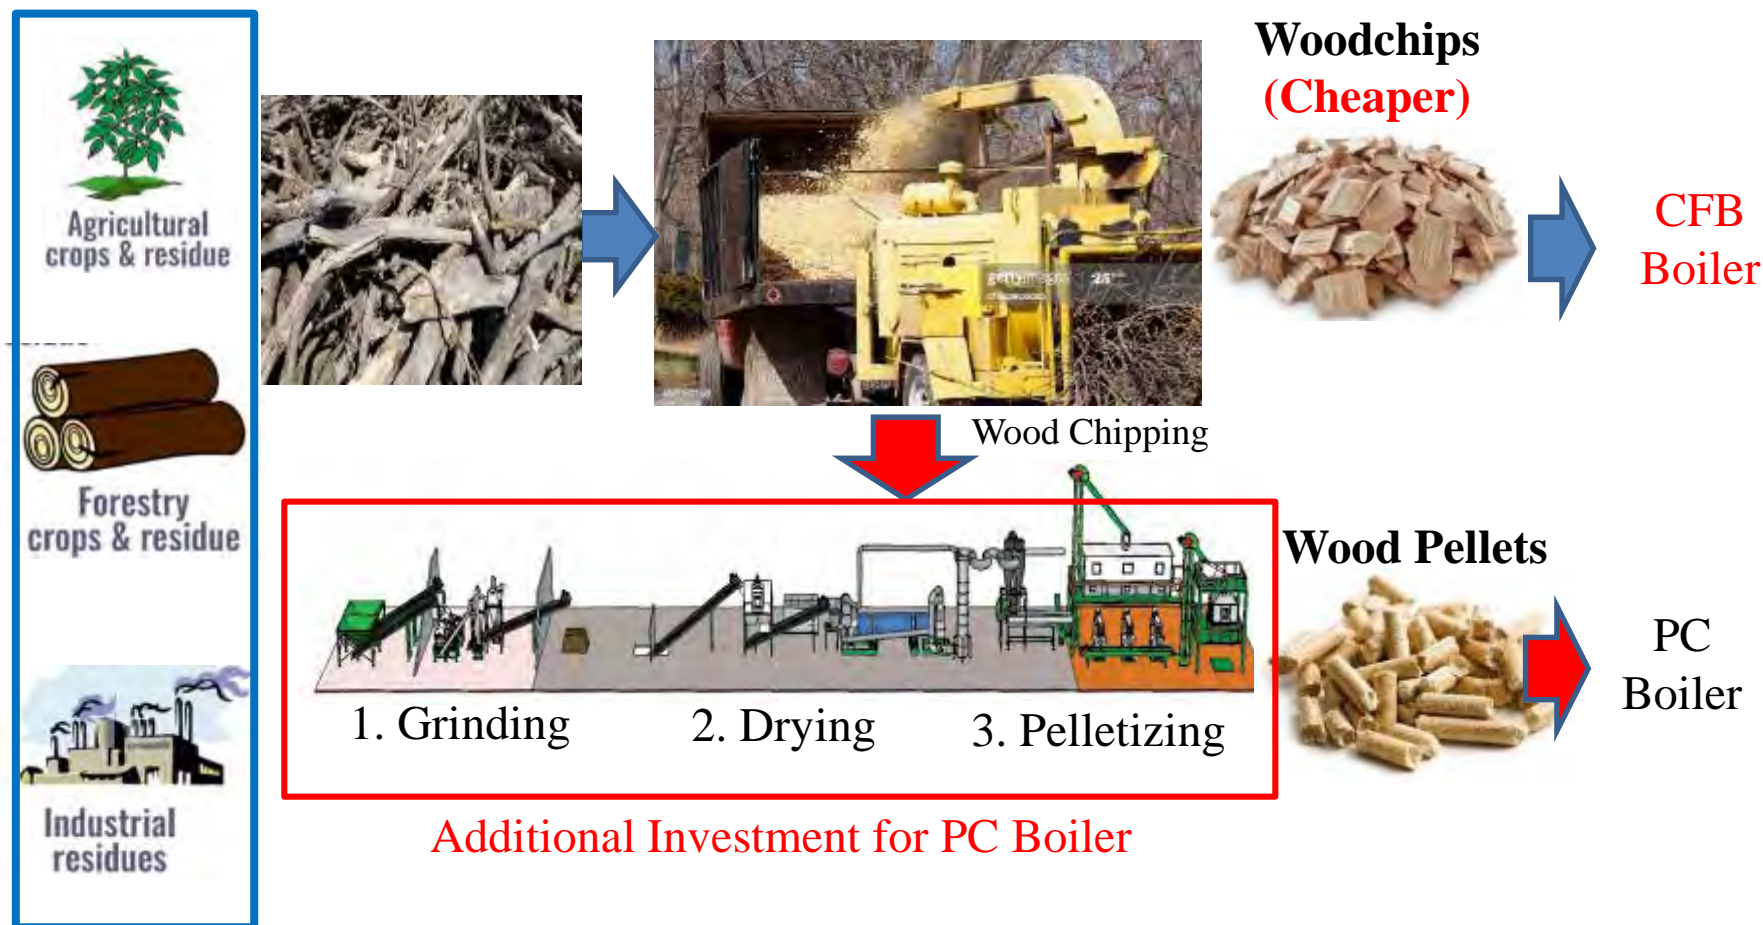 Agricultural
crops & residue
Forestry
crops & residue
Industrial
residues
Woodchips
(Cheaper)
CFB
Boiler
gettyimages
Wood Chipping
1. Grinding
2. Drying
3. Pelletizing
Additional Investment for PC Boiler
Wood Pellets
PC
Boiler